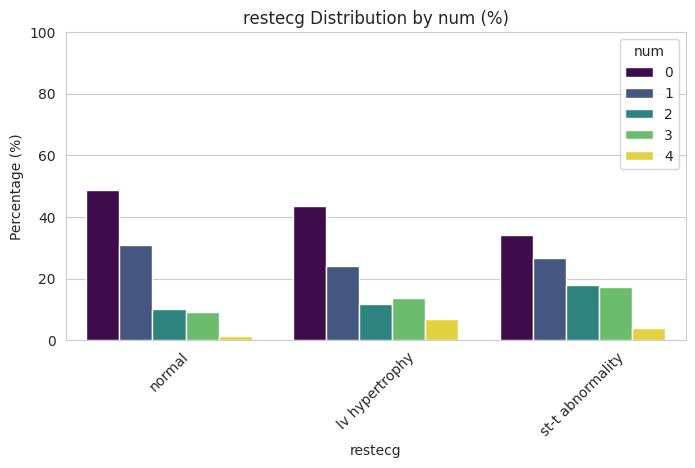 restecg Distribution by num (%)
100
80
60
40
20
0
Percentage (%)
num
0
1
2
3
4
normal
lv hypertrophy
st-t abnormality
restecg